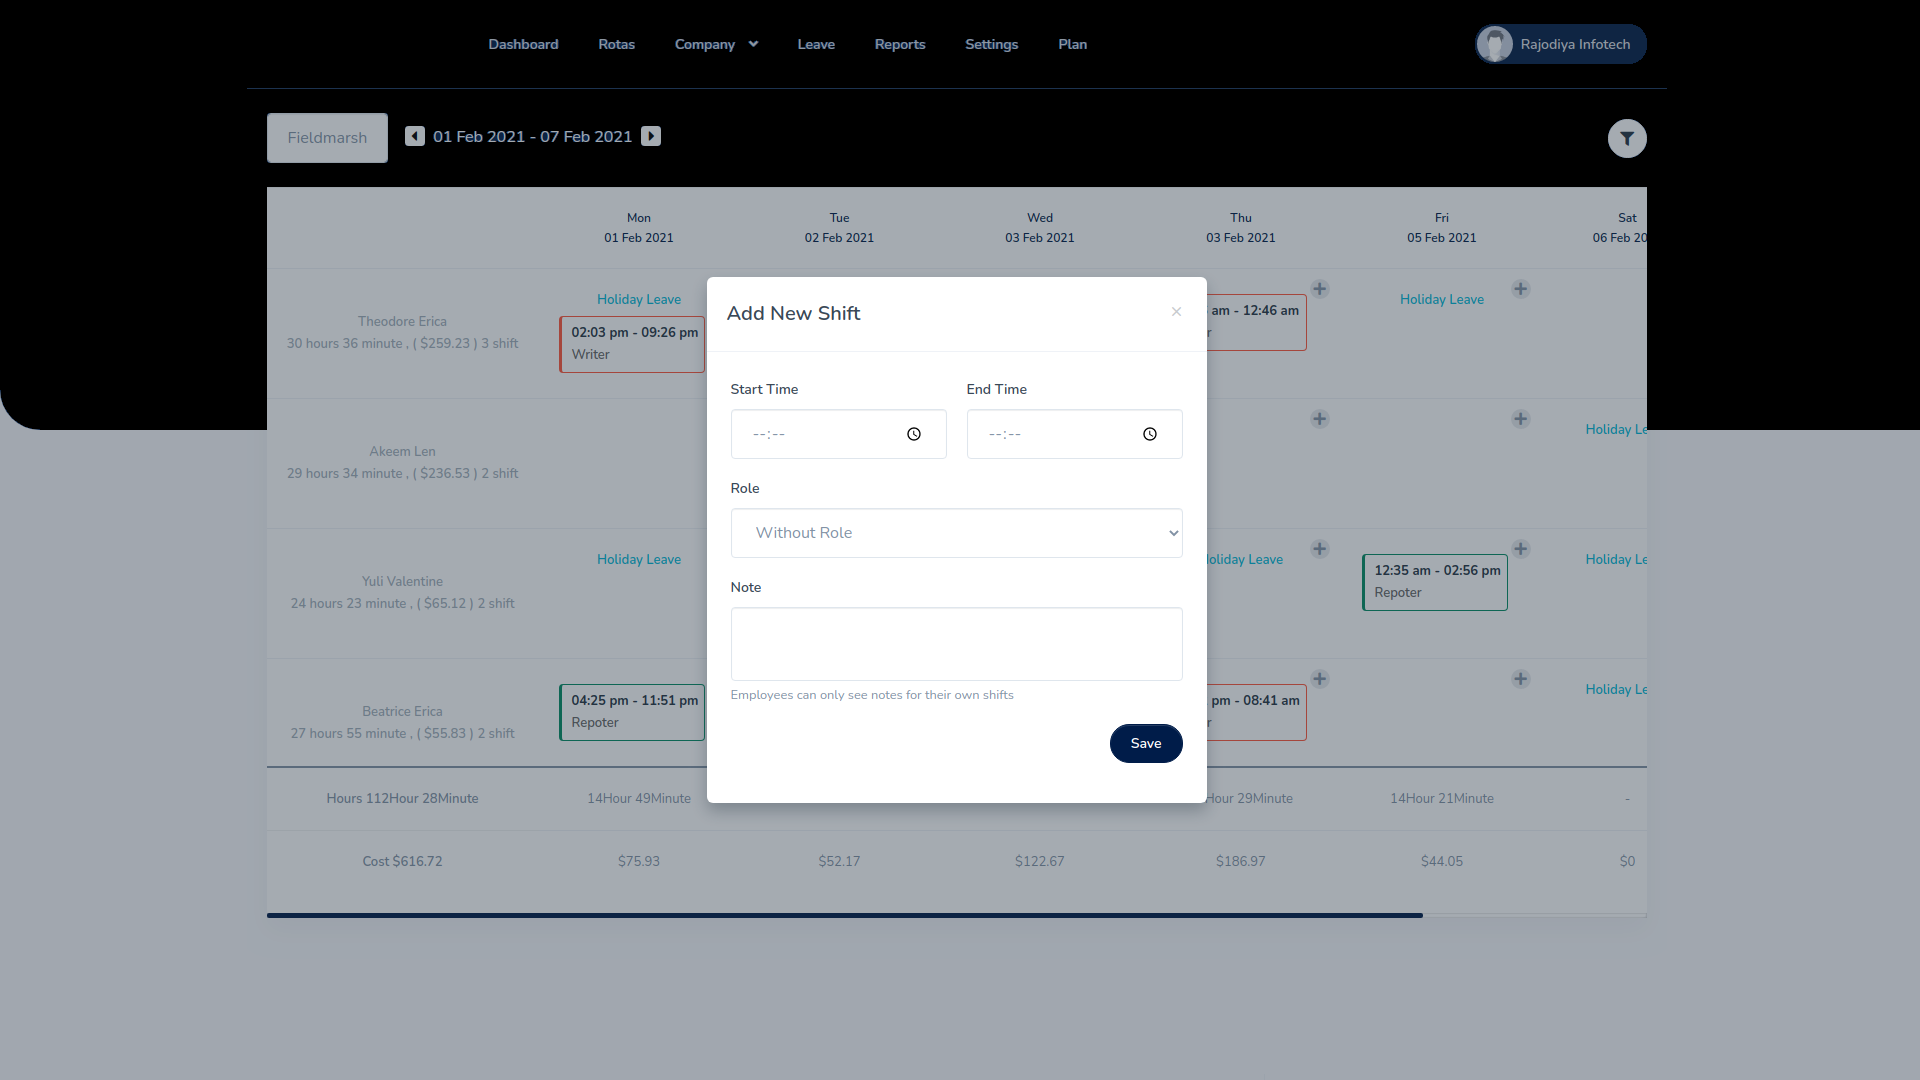 Dashboard Rotas Company Leave Reports Settings Plan Rajodiya Infotech
Fieldmarsh 01 Feb 2021 - 07 Feb 2021
Mon Tue Wed Thu Fri Sat
01 Feb 2021 02 Feb 2021 03 Feb 2021 03 Feb 2021 05 Feb 2021 06 Feb 20
Holiday Leave Holiday Leave
Theodore Erica
30 hours 36 minute , ( $259.23 ) 3 shift
02:03 pm - 09:26 pm
Writer
am - 12:46 am
r
Akeem Len
29 hours 34 minute , ( $236.53 ) 2 shift
Holiday Le
Holiday Leave
oliday Leave
Holiday Le
Yuli Valentine
24 hours 23 minute , ( $65.12 ) 2 shift
12:35 am - 02:56 pm
Repoter
Beatrice Erica
27 hours 55 minute , ( $55.83 ) 2 shift
04:25 pm - 11:51 pm
Repoter
pm - 08:41 am
r
Holiday Le
Hours 112Hour 28Minute 14Hour 49Minute Hour 29Minute 14Hour 21Minute -
Cost $616.72 $75.93 $52.17 $122.67 $186.97 $44.05 $0
Add New Shift ×
Start Time End Time
--:-- --:--
Role
Without Role
Note
Employees can only see notes for their own shifts
Save